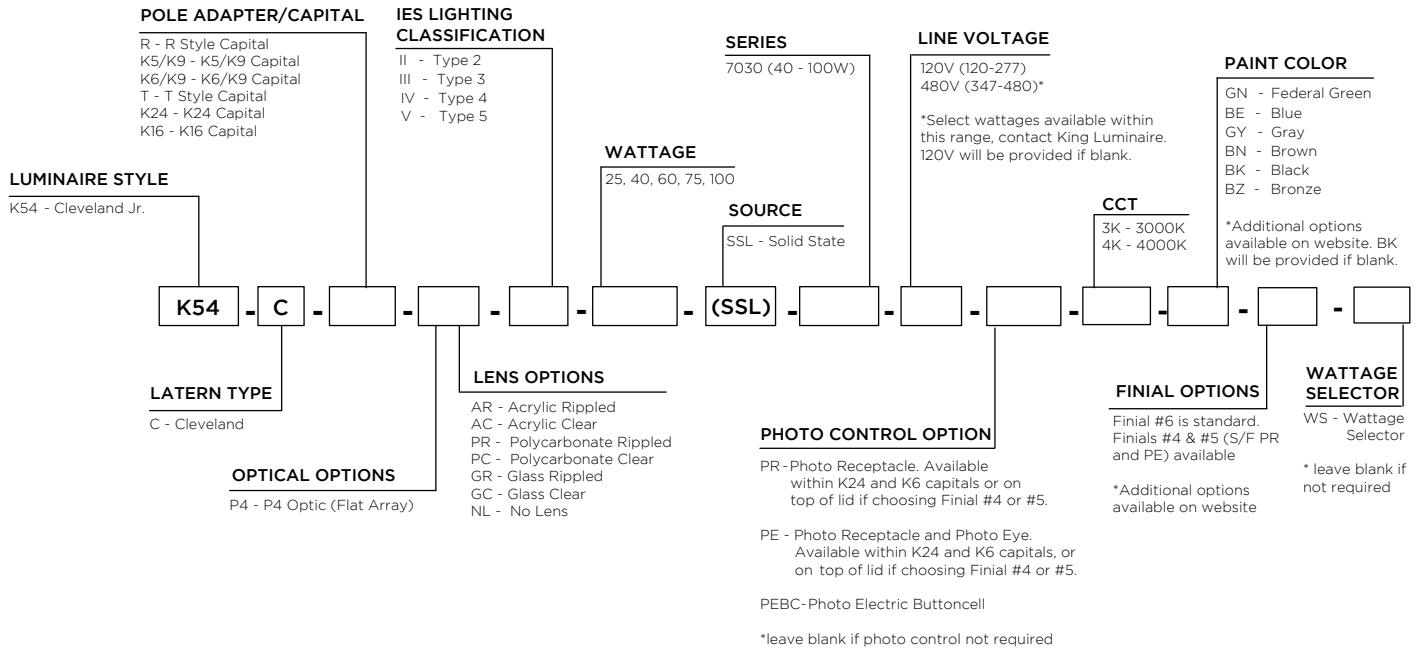 POLE ADAPTER/CAPITAL
R - R Style Capital
K5/K9 - K5/K9 Capital
K6/K9 - K6/K9 Capital
T - T Style Capital
K24 - K24 Capital
K16 - K16 Capital
IES LIGHTING
CLASSIFICATION
II - Type 2
III - Type 3
IV - Type 4
V - Type 5
SERIES
7030 (40 - 100W)
LINE VOLTAGE
120V (120-277)
480V (347-480)*
*Select wattages available within
this range, contact King Luminaire.
120V will be provided if blank.
PAINT COLOR
GN - Federal Green
BE - Blue
GY - Gray
BN - Brown
BK - Black
BZ - Bronze
*Additional options
available on website. BK
will be provided if blank.
WATTAGE
25, 40, 60, 75, 100
LUMINAIRE STYLE
K54 - Cleveland Jr.
SOURCE
SSL - Solid State
CCT
3K - 3000K
4K - 4000K
K54 - C - - - - - (SSL) - - - - - - -
LATERN TYPE
C - Cleveland
OPTICAL OPTIONS
P4 - P4 Optic (Flat Array)
LENS OPTIONS
AR - Acrylic Rippled
AC - Acrylic Clear
PR - Polycarbonate Rippled
PC - Polycarbonate Clear
GR - Glass Rippled
GC - Glass Clear
NL - No Lens
PHOTO CONTROL OPTION
PR - Photo Receptacle. Available
within K24 and K6 capitals or on
top of lid if choosing Finial #4 or #5.
PE - Photo Receptacle and Photo Eye.
Available within K24 and K6 capitals, or
on top of lid if choosing Finial #4 or #5.
PEBC-Photo Electric Buttoncell
*leave blank if photo control not required
FINIAL OPTIONS
Finial #6 is standard.
Finials #4 & #5 (S/F PR
and PE) available
*Additional options
available on website
WATTAGE
SELECTOR
WS - Wattage
Selector
* leave blank if
not required